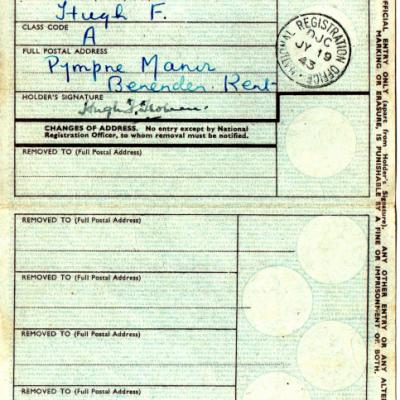 Hugh F.
CLASS CODE
A
FULL POSTAL ADDRESS
Pympne Manor
Benenden. Kent
HOLDER'S SIGNATURE
Hugh F.
CHANGES OF ADDRESS. No entry except by National
Registration Officer, to whom removal must be notified.
REMOVED TO (Full Postal Address)
REMOVED TO (Full Postal Address)
REMOVED TO (Full Postal Address)
REMOVED TO (Full Postal Address)
REMOVED TO (Full Postal Address)
NATIONAL REGISTRATION OFFICE
DJC
JY 19
43
OFFICIAL ENTRY ONLY (apart from Holder's Signature). ANY OTHER ENTRY OR ANY
MARKING OR ERASURE, IS PUNISHABLE BY A FINE OR IMPRISONMENT OR BOTH.